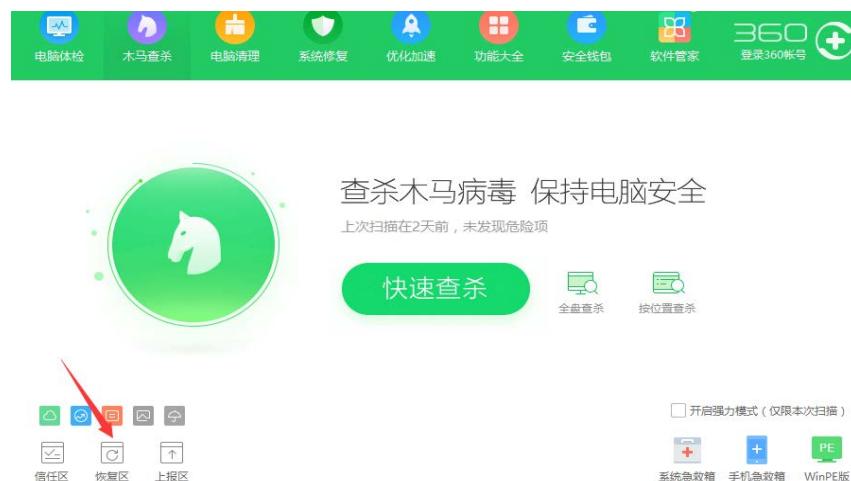 电脑体检 木马查杀 电脑清理 系统修复 优化加速 功能大全 安全钱包 软件管家 360
登录360帐号
查杀木马病毒 保持电脑安全
上次扫描在2天前，未发现危险项
快速查杀
全盘查杀 按位置查杀
开启强力模式（仅限本次扫描）
PE
信任区 恢复区 上报区 系统急救箱 手机急救箱 WinPE版